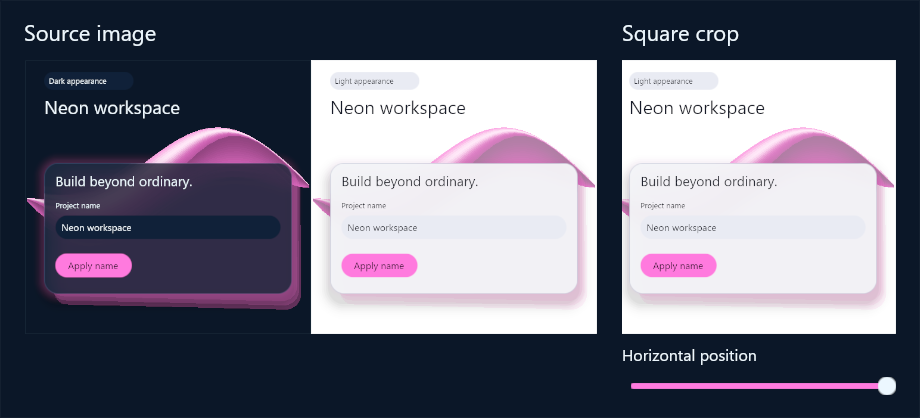 Source image
Dark appearance
Neon workspace
Build beyond ordinary.
Project name
Neon workspace
Apply name
Light appearance
Neon workspace
Build beyond ordinary.
Project name
Neon workspace
Apply name
Square crop
Light appearance
Neon workspace
Build beyond ordinary.
Project name
Neon workspace
Apply name
Horizontal position